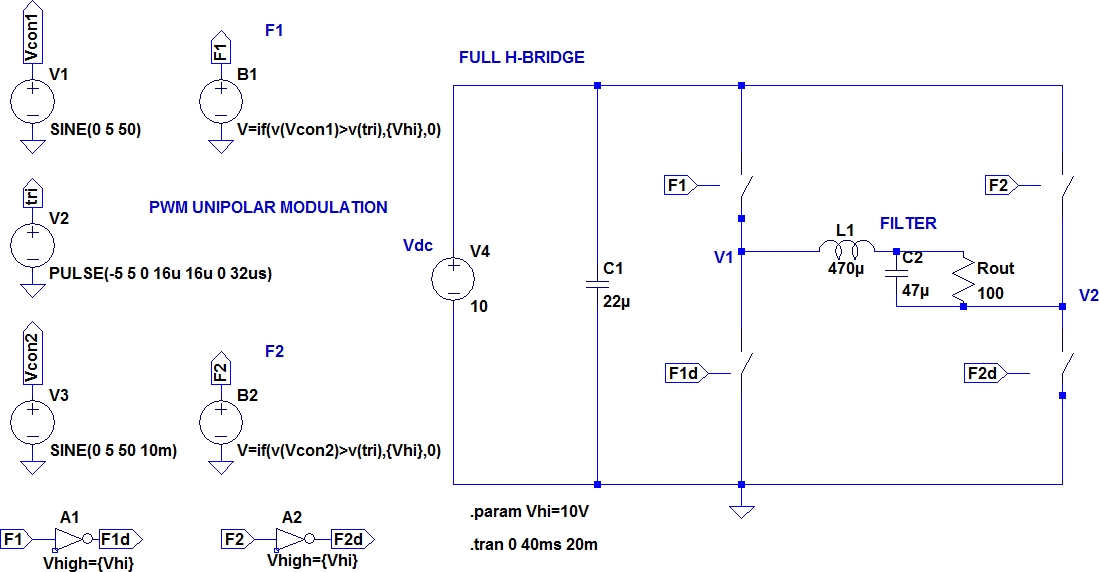 Vcon1
V1
SINE(0 5 50)
F1
F1
B1
V=if(v(Vcon1)>v(tri),{Vhi},0)
tri
V2
PULSE(-5 5 0 16u 16u 0 32us)
PWM UNIPOLAR MODULATION
Vcon2
V3
SINE(0 5 50 10m)
F2
F2
B2
V=if(v(Vcon2)>v(tri),{Vhi},0)
F1
A1
F1d
Vhigh={Vhi}
F2
A2
F2d
Vhigh={Vhi}
FULL H-BRIDGE
Vdc
V4
10
C1
22µ
F1
F2
V1
L1
470µ
FILTER
C2
47µ
Rout
100
V2
F1d
F2d
.param Vhi=10V
.tran 0 40ms 20m